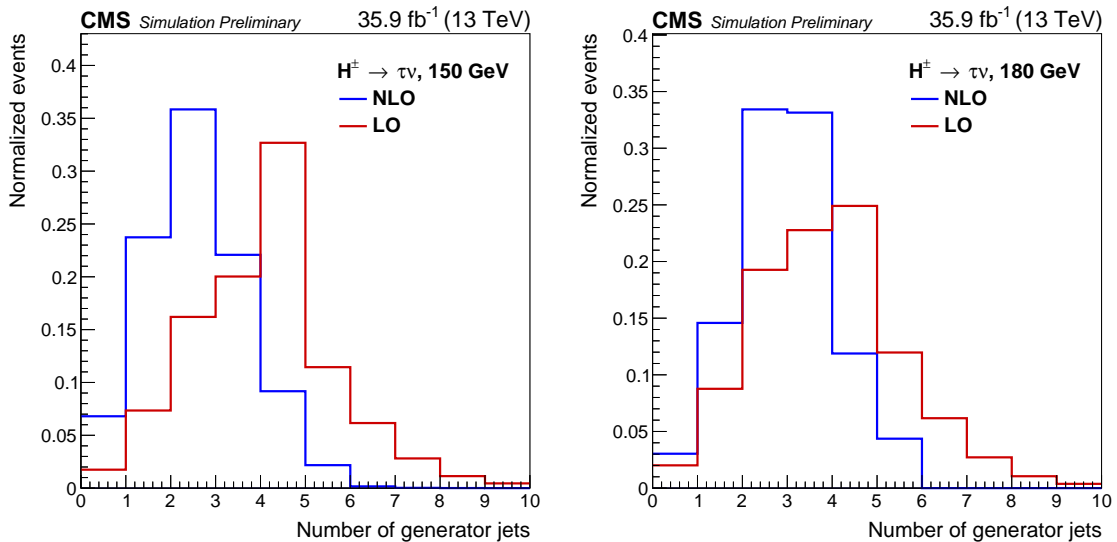 CMS Simulation Preliminary 35.9 fb⁻¹ (13 TeV)
Normalized events
H± → τν, 150 GeV
NLO
LO
0.4
0.35
0.3
0.25
0.2
0.15
0.1
0.05
0
0 1 2 3 4 5 6 7 8 9 10
Number of generator jets
CMS Simulation Preliminary 35.9 fb⁻¹ (13 TeV)
Normalized events
H± → τν, 180 GeV
NLO
LO
0.4
0.35
0.3
0.25
0.2
0.15
0.1
0.05
0
0 1 2 3 4 5 6 7 8 9 10
Number of generator jets